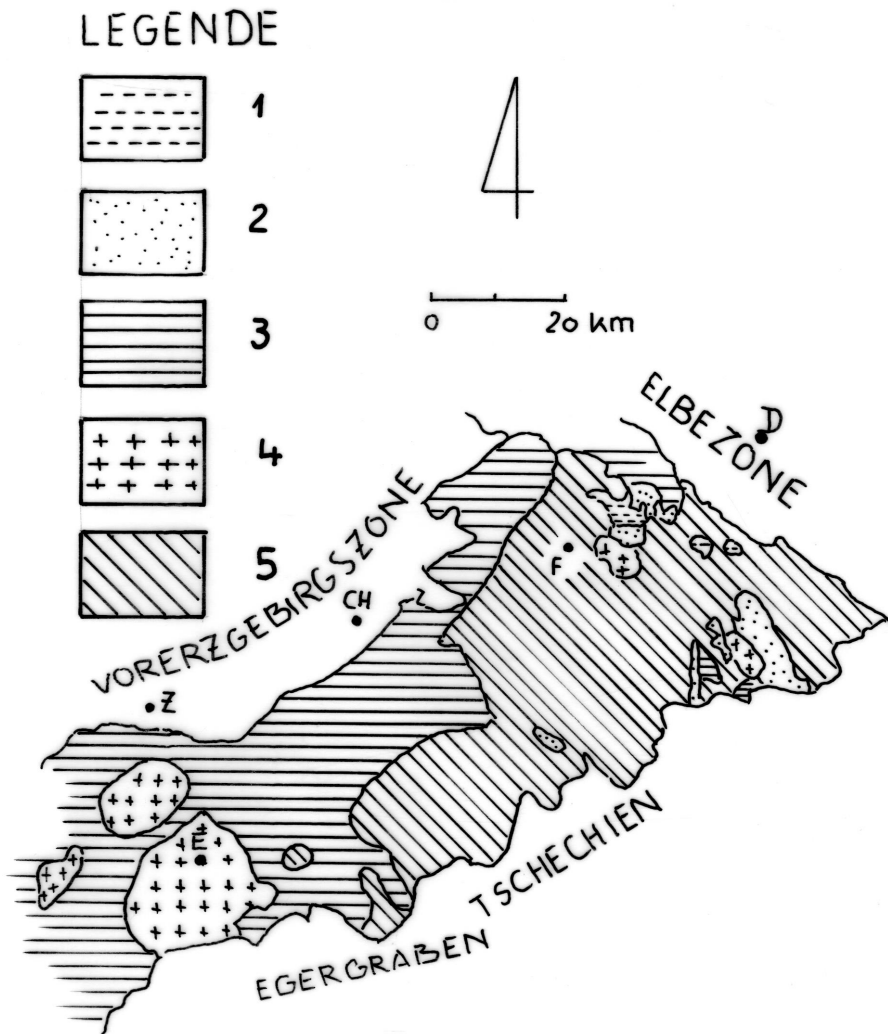 LEGENDE
1
2
3
4
5
0 20 km
ELBEZONE
D
VORERZGEBIRGSZONE
F
CH
Z
E
TSCHECHIEN
EGERGRABEN